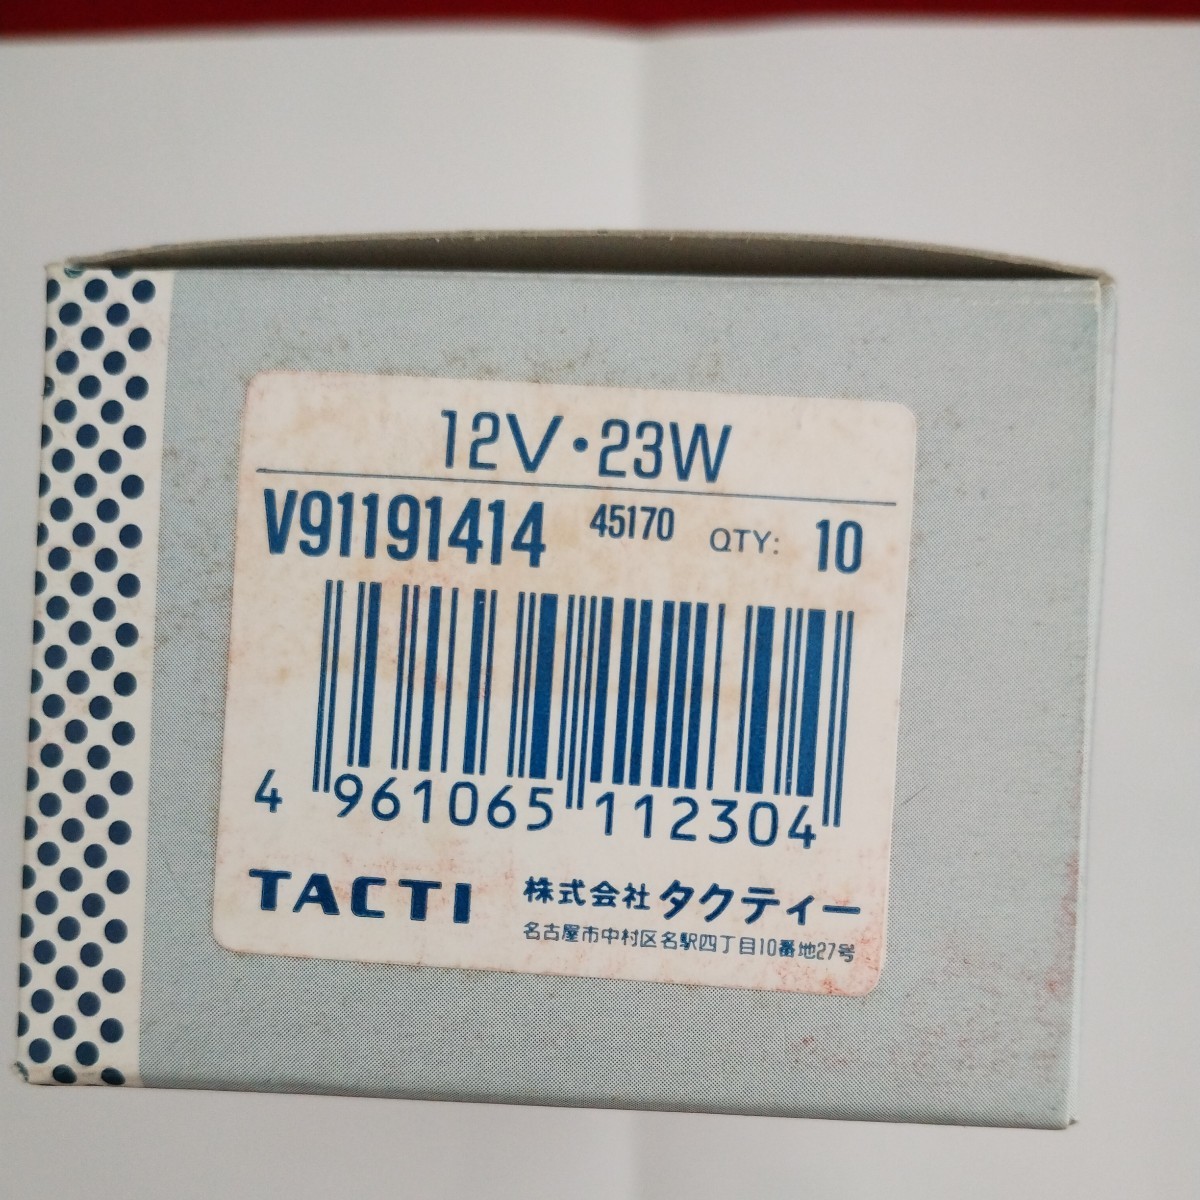 12V・23W
V91191414 45170 QTY: 10
4 961065 112304
TACTI 株式会社 タクティー
名古屋市中村区名駅四丁目10番地27号